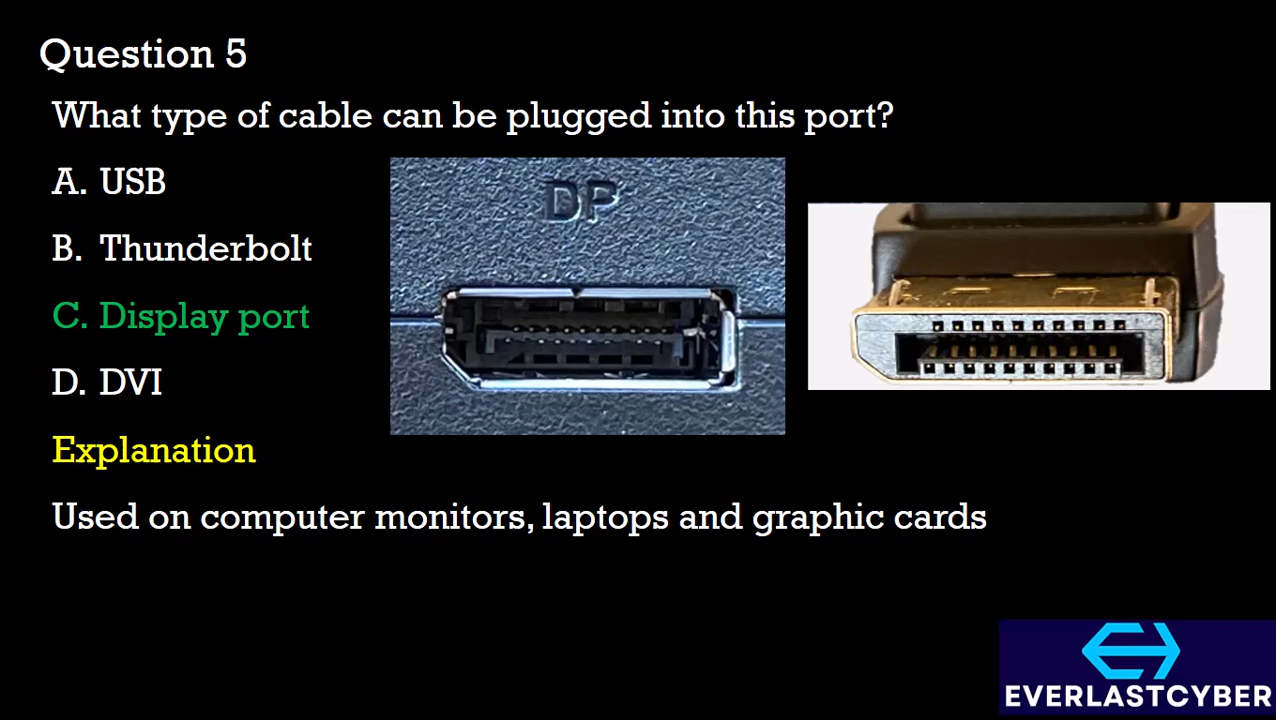 Question 5
What type of cable can be plugged into this port?
A. USB
B. Thunderbolt
C. Display port
D. DVI
DP
Explanation
Used on computer monitors, laptops and graphic cards
EVERLASTCYBER